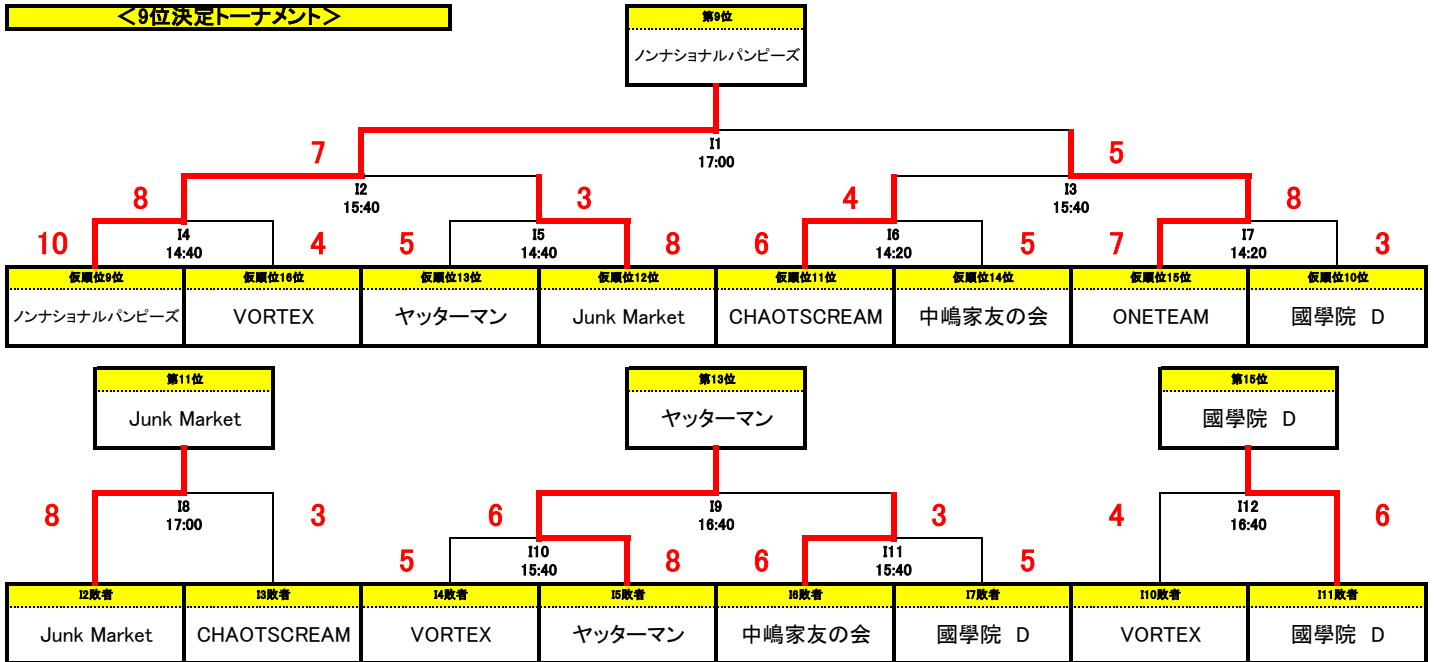 ＜9位決定トーナメント＞
第9位
ノンナショナルパンピーズ
I1
17:00
7
5
I2
15:40
I3
15:40
8
3
4
8
I4
14:40
I5
14:40
I6
14:20
I7
14:20
10
4
5
8
6
5
7
3
仮順位9位
仮順位16位
仮順位13位
仮順位12位
仮順位11位
仮順位14位
仮順位15位
仮順位10位
ノンナショナルパンピーズ
VORTEX
ヤッターマン
Junk Market
CHAOTSCREAM
中嶋家友の会
ONETEAM
國學院 D
第11位
第13位
第15位
Junk Market
ヤッターマン
國學院 D
I8
17:00
I9
16:40
I12
16:40
8
3
6
3
4
6
I10
15:40
I11
15:40
5
8
6
5
I2敗者
I3敗者
I4敗者
I5敗者
I6敗者
I7敗者
I10敗者
I11敗者
Junk Market
CHAOTSCREAM
VORTEX
ヤッターマン
中嶋家友の会
國學院 D
VORTEX
國學院 D